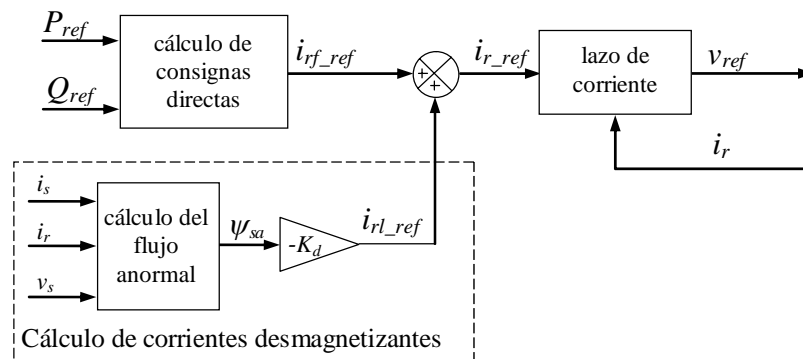 P_ref
Q_ref
cálculo de
consignas
directas
i_rf_ref
+
+
i_r_ref
lazo de
corriente
v_ref
i_r
i_s
i_r
v_s
cálculo del
flujo
anormal
ψ_sa
-K_d
i_rl_ref
Cálculo de corrientes desmagnetizantes